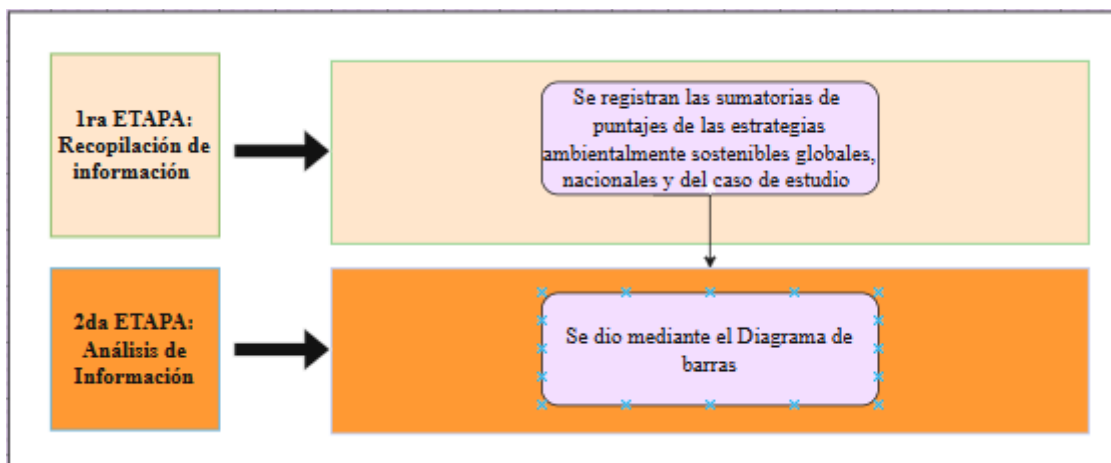 1ra ETAPA:
Recopilación de
información
Se registran las sumatorias de
puntajes de las estrategias
ambientalmente sostenibles globales,
nacionales y del caso de estudio
2da ETAPA:
Análisis de
Información
Se dio mediante el Diagrama de
barras